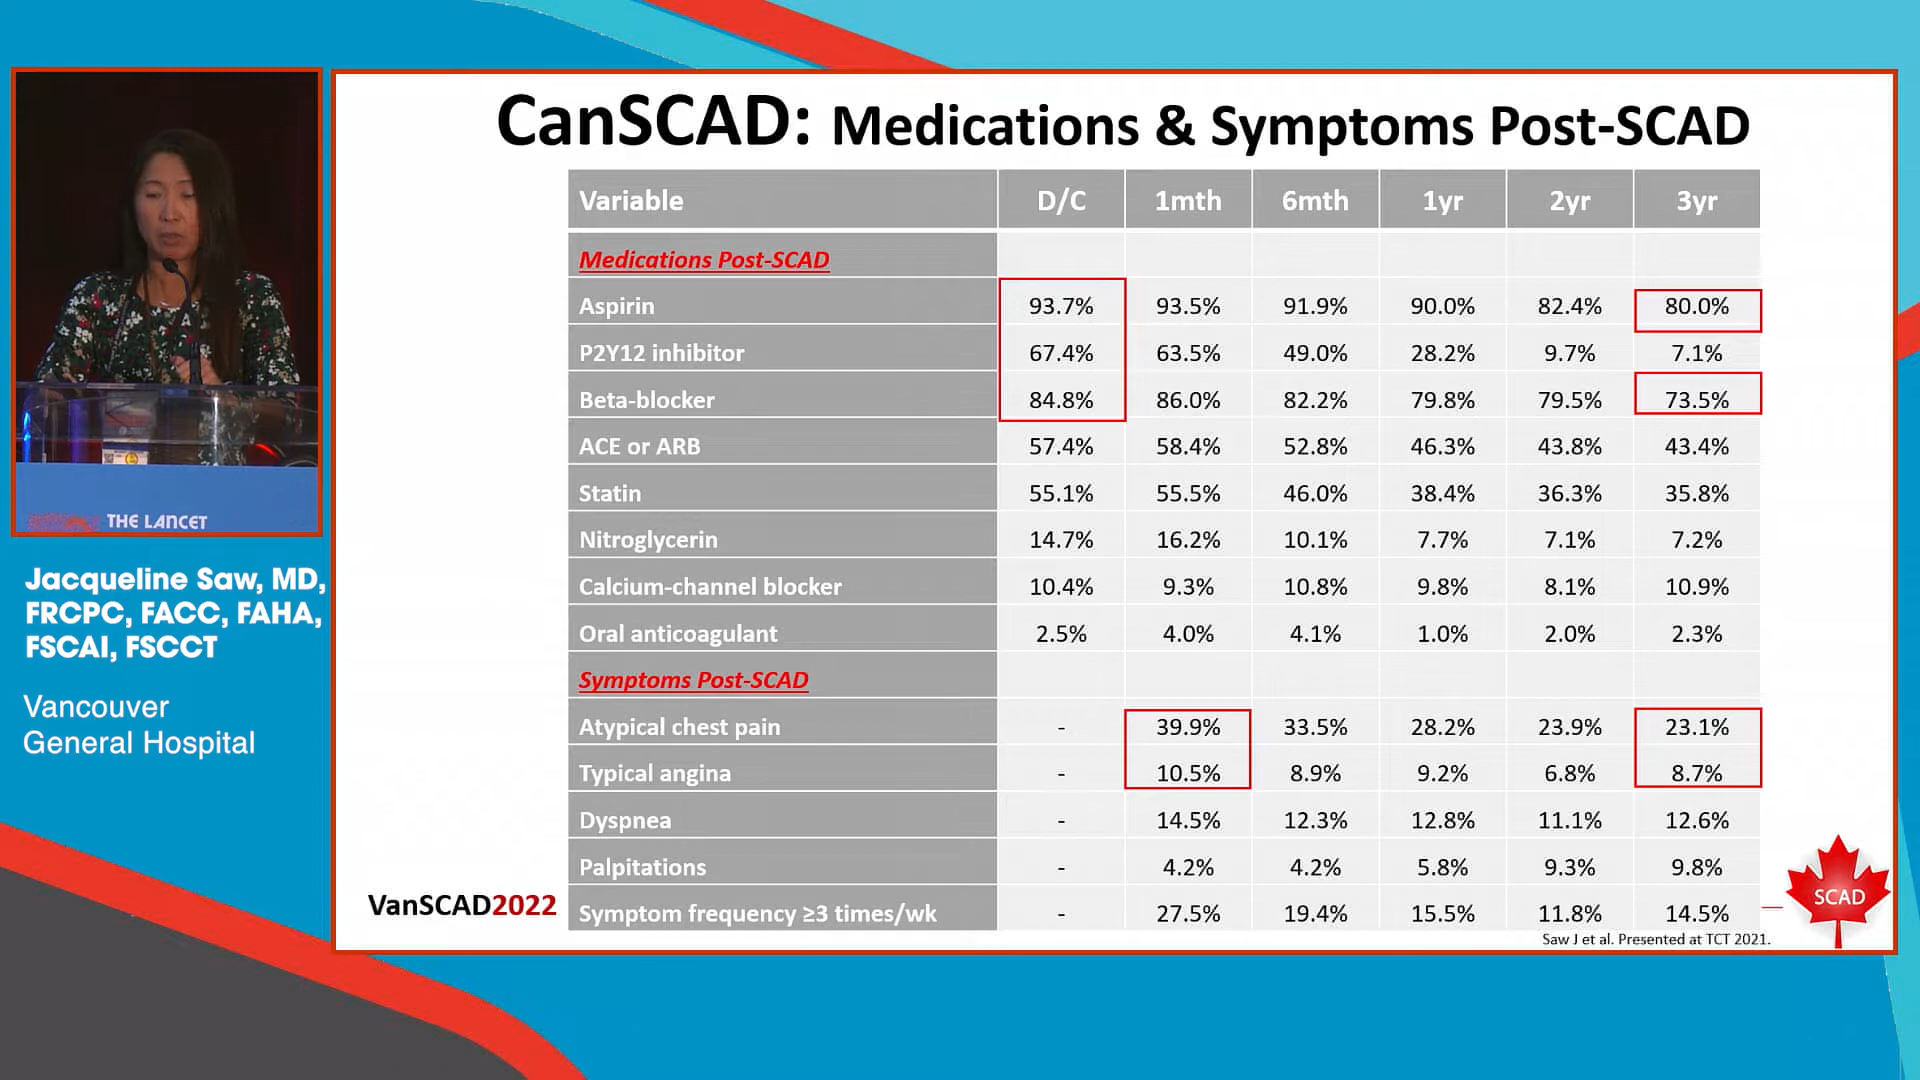 CanSCAD: Medications & Symptoms Post-SCAD
Variable D/C 1mth 6mth 1yr 2yr 3yr
Medications Post-SCAD
Aspirin 93.7% 93.5% 91.9% 90.0% 82.4% 80.0%
P2Y12 inhibitor 67.4% 63.5% 49.0% 28.2% 9.7% 7.1%
Beta-blocker 84.8% 86.0% 82.2% 79.8% 79.5% 73.5%
ACE or ARB 57.4% 58.4% 52.8% 46.3% 43.8% 43.4%
Statin 55.1% 55.5% 46.0% 38.4% 36.3% 35.8%
Nitroglycerin 14.7% 16.2% 10.1% 7.7% 7.1% 7.2%
Calcium-channel blocker 10.4% 9.3% 10.8% 9.8% 8.1% 10.9%
Oral anticoagulant 2.5% 4.0% 4.1% 1.0% 2.0% 2.3%
Symptoms Post-SCAD
Atypical chest pain - 39.9% 33.5% 28.2% 23.9% 23.1%
Typical angina - 10.5% 8.9% 9.2% 6.8% 8.7%
Dyspnea - 14.5% 12.3% 12.8% 11.1% 12.6%
Palpitations - 4.2% 4.2% 5.8% 9.3% 9.8%
Symptom frequency ≥3 times/wk - 27.5% 19.4% 15.5% 11.8% 14.5%
VanSCAD2022
SCAD
Saw J et al. Presented at TCT 2021.
THE LANCET
Jacqueline Saw, MD,
FRCPC, FACC, FAHA,
FSCAI, FSCCT
Vancouver
General Hospital